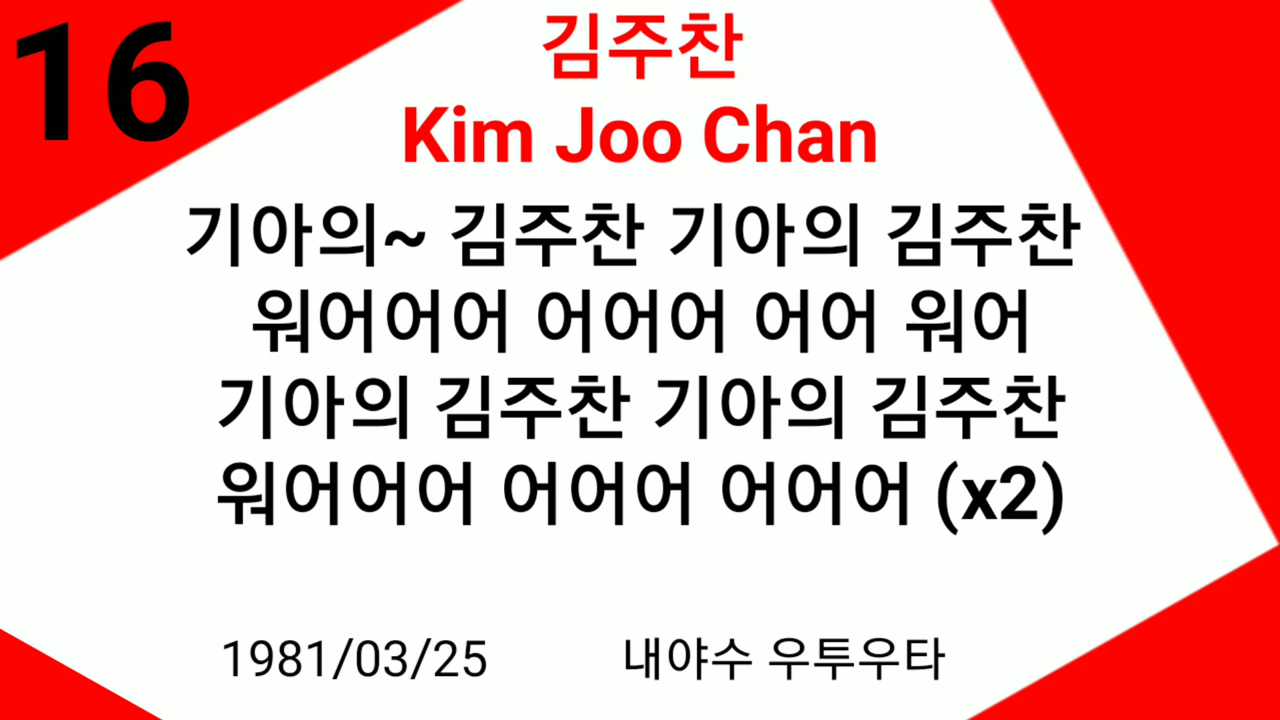 16
김주찬
Kim Joo Chan
기아의~ 김주찬 기아의 김주찬
워어어어 어어어 어어 워어
기아의 김주찬 기아의 김주찬
워어어어 어어어 어어어 (x2)
1981/03/25 내야수 우투우타